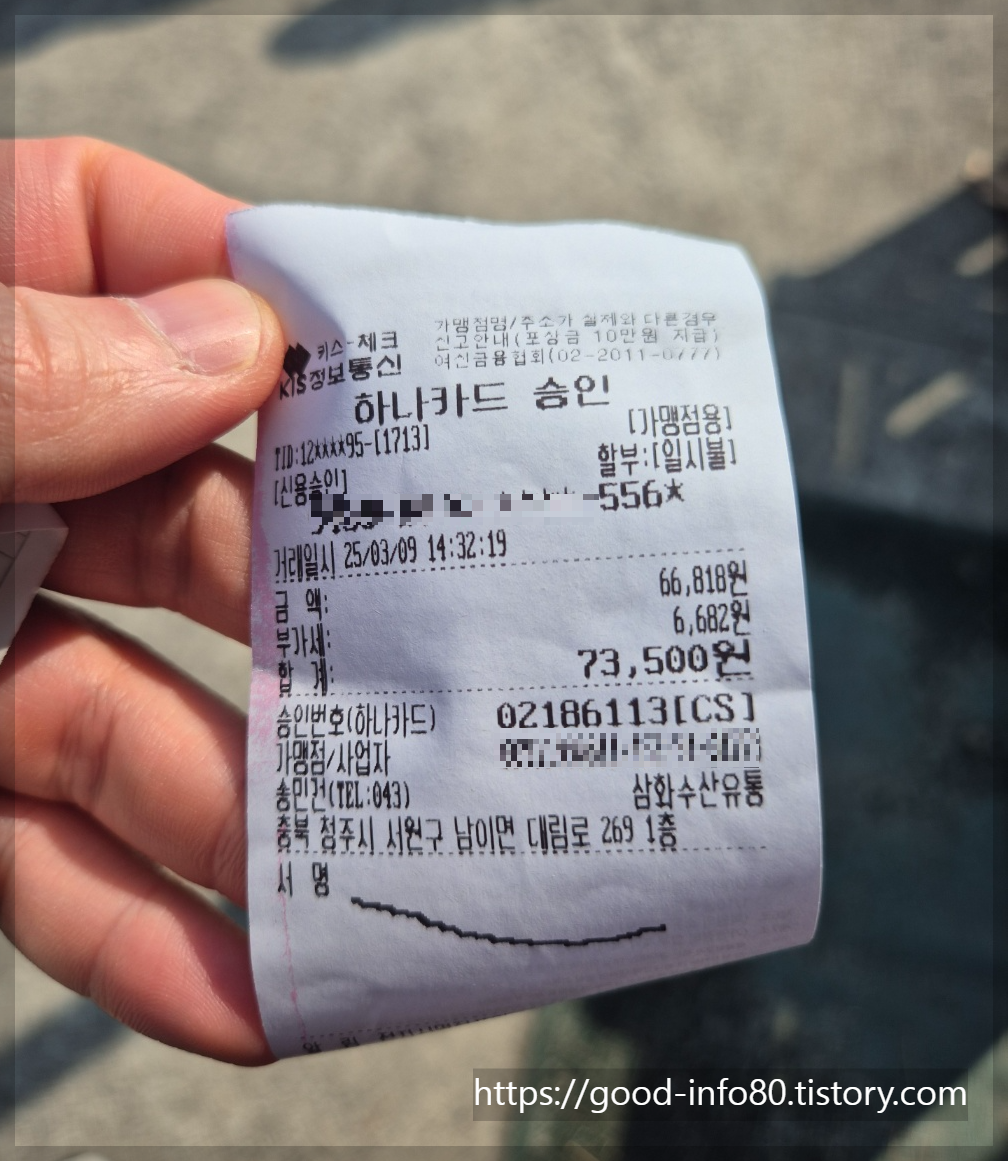 키스-체크
KIS정보통신
가맹점명/주소가 실제와 다른경우
신고안내(포상금 10만원 지급)
여신금융협회(02-2011-0777)
하나카드 승인
[가맹점용]
TID:12****95-[1713]
할부:[일시불]
[신용승인]
556*
거래일시 25/03/09 14:32:19
금 액: 66,818원
부가세: 6,682원
합 계: 73,500원
승인번호(하나카드) 02186113[CS]
가맹점/사업자
송민건(TEL:043) 삼화수산유통
충북 청주시 서원구 남이면 대림로 269 1층
서 명
https://good-info80.tistory.com